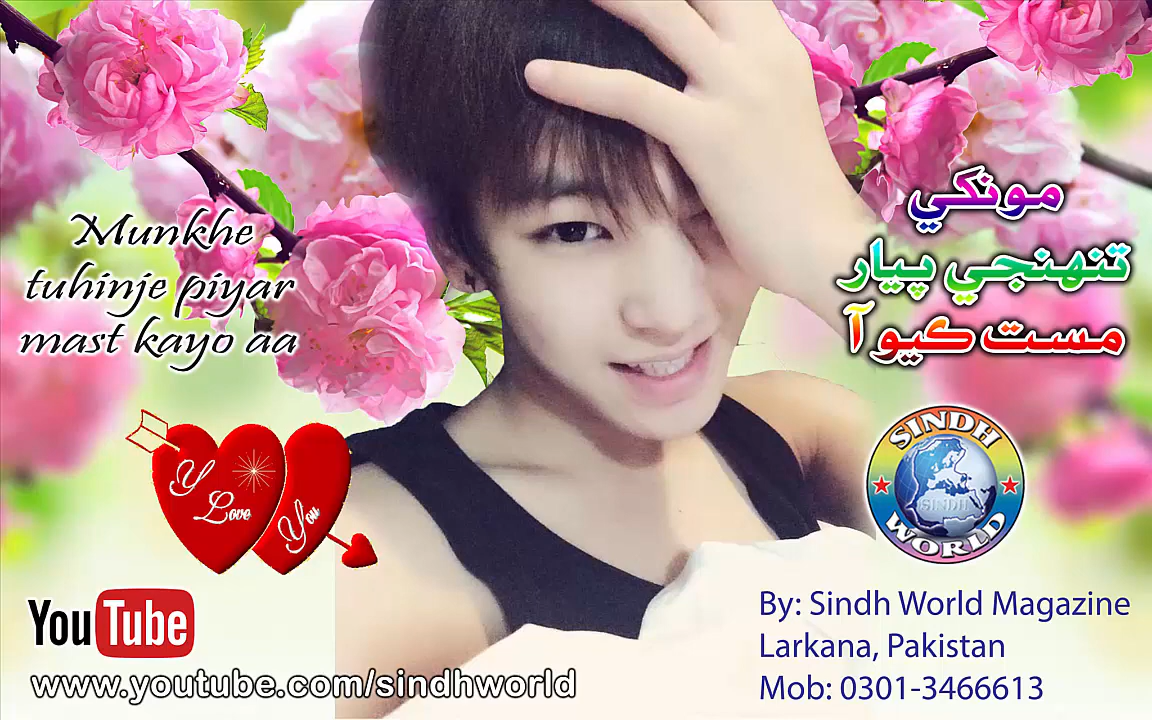 Munkhe
tuhinje piyar
mast kayo aa
مونکي
تنهنجي پيار
مست ڪيو آ
Y
Love
You
SINDH
SINDH
WORLD
YouTube
www.youtube.com/sindhworld
By: Sindh World Magazine
Larkana, Pakistan
Mob: 0301-3466613